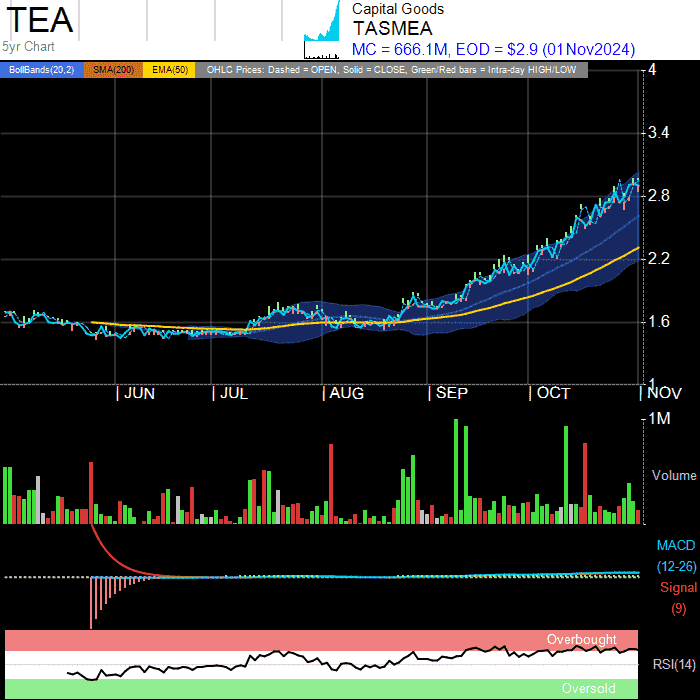 TEA
5yr Chart
Capital Goods
TASMEA
MC = 666.1M, EOD = $2.9 (01Nov2024)
BollBands(20,2) SMA(200) EMA(50) OHLC Prices: Dashed = OPEN, Solid = CLOSE, Green/Red bars = Intra-day HIGH/LOW
4
3.4
2.8
2.2
1.6
1
| JUN | JUL | AUG | SEP | OCT | NOV
1M
Volume
MACD
(12-26)
Signal
(9)
Overbought
RSI(14)
Oversold